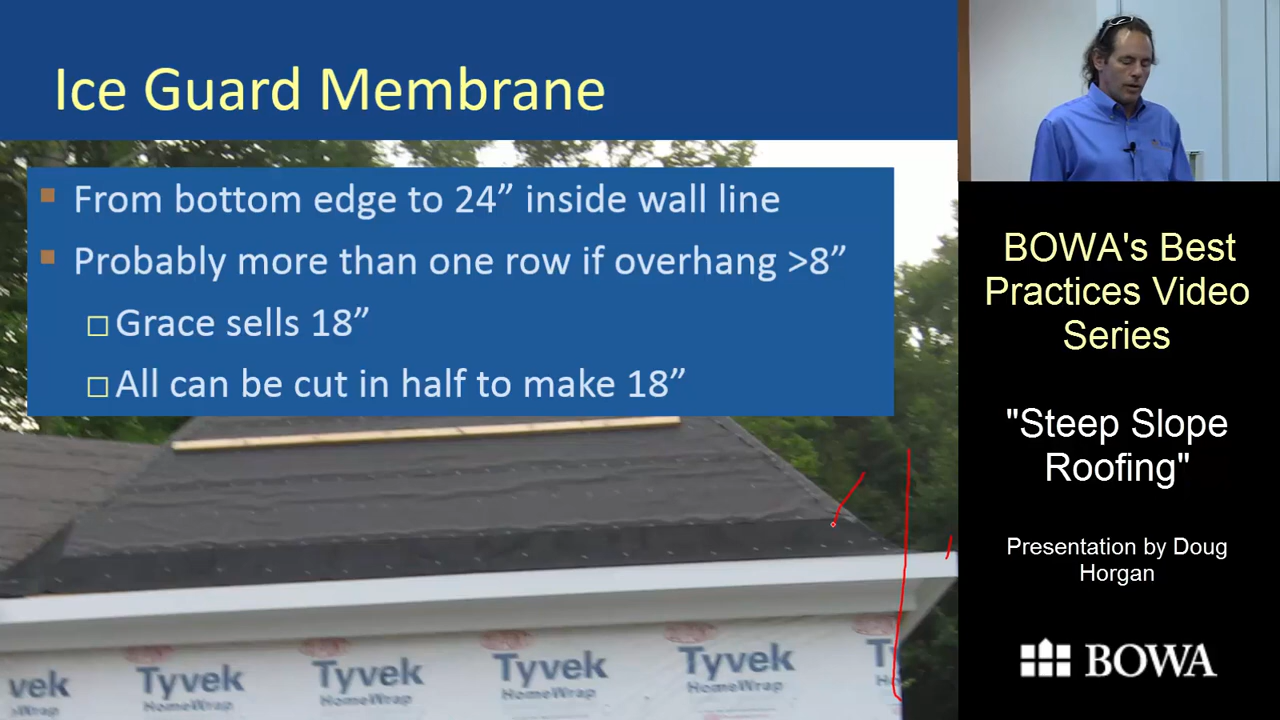 Ice Guard Membrane
From bottom edge to 24” inside wall line
Probably more than one row if overhang >8”
Grace sells 18”
All can be cut in half to make 18”
BOWA's Best
Practices Video
Series
"Steep Slope
Roofing"
Presentation by Doug
Horgan
BOWA
vek Tyvek Tyvek Tyvek Tyvek Ty
HomeWrap HomeWrap HomeWrap HomeWrap